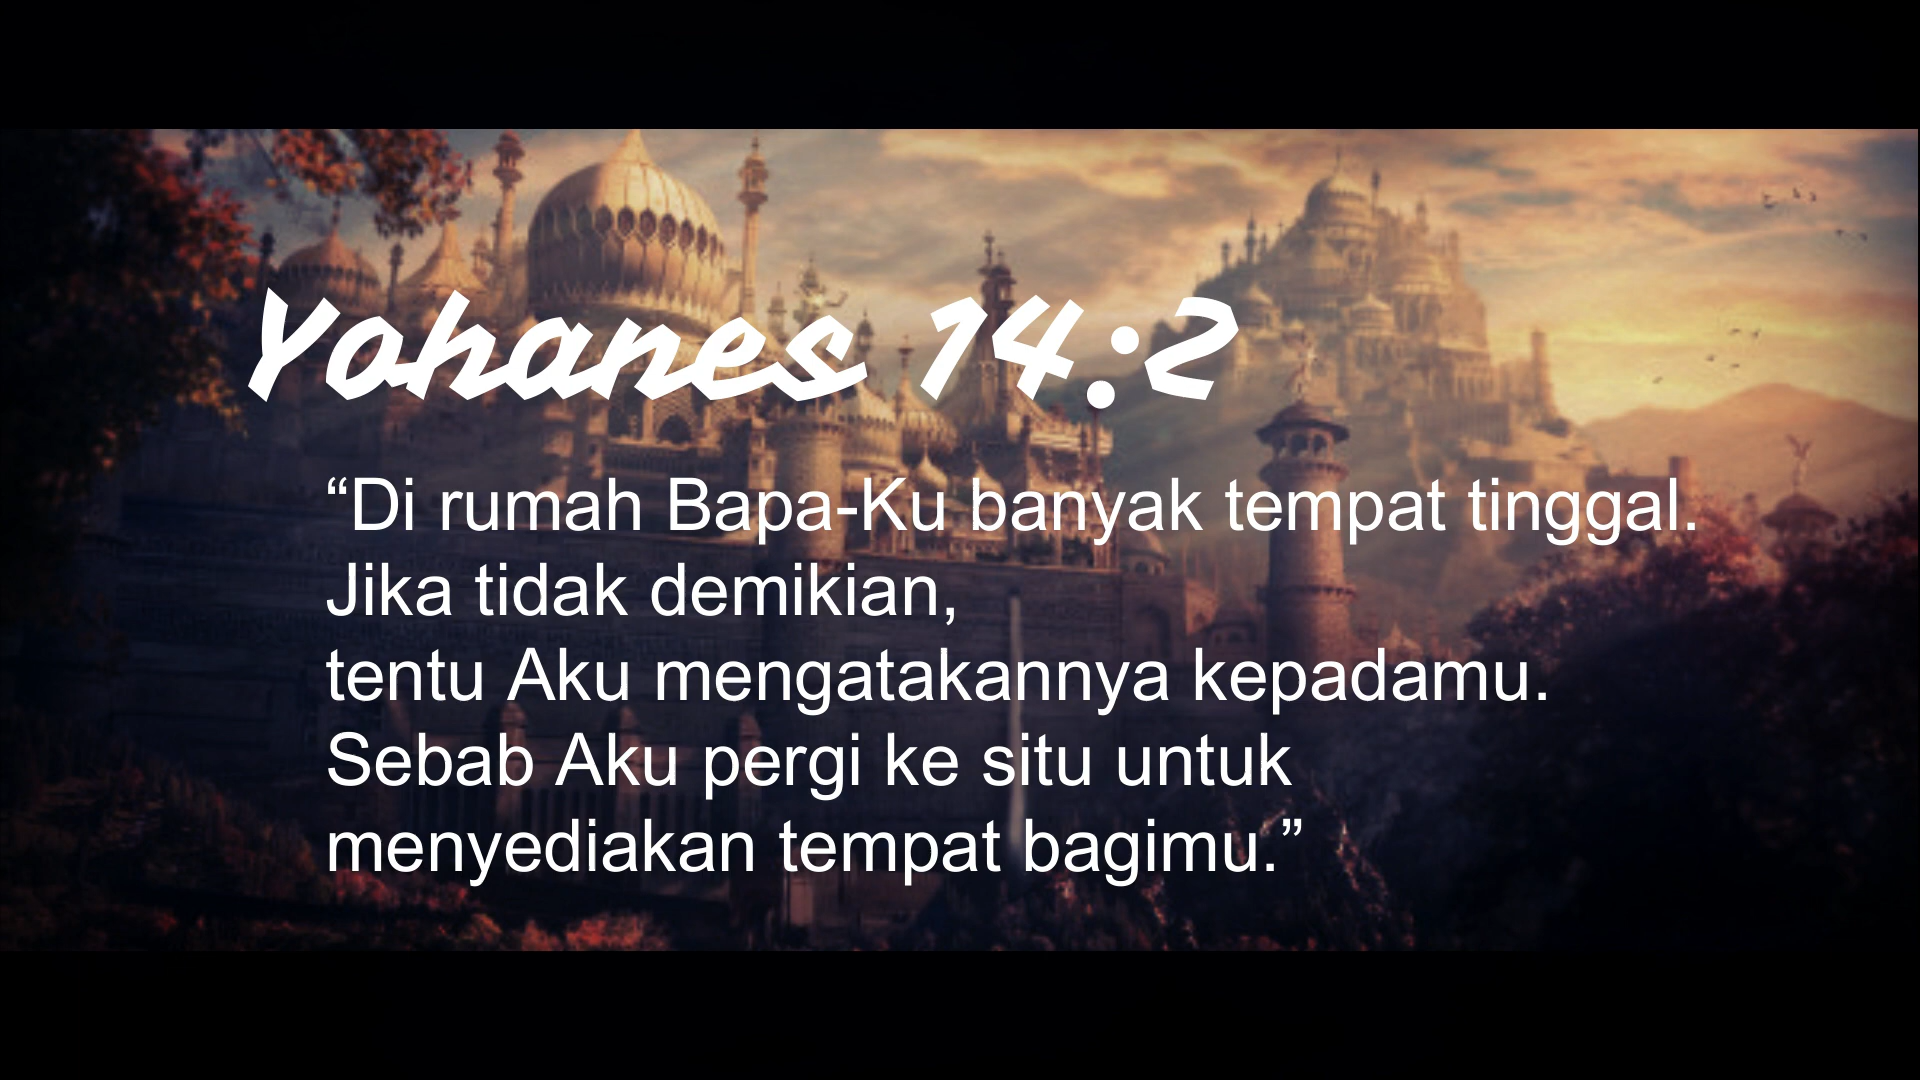 Yohanes 14:2
“Di rumah Bapa-Ku banyak tempat tinggal.
Jika tidak demikian,
tentu Aku mengatakannya kepadamu.
Sebab Aku pergi ke situ untuk
menyediakan tempat bagimu.”